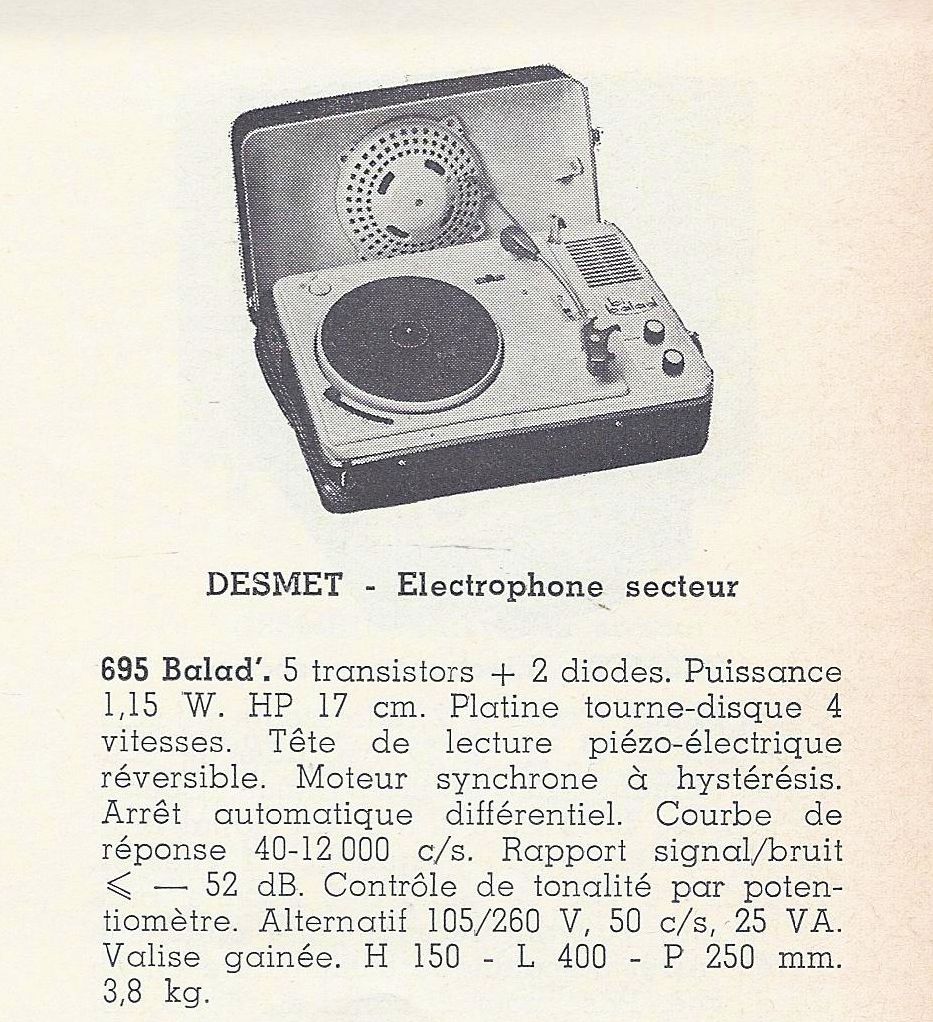 la balad'
DESMET - Electrophone secteur
695 Balad'. 5 transistors + 2 diodes. Puissance
1,15 W. HP 17 cm. Platine tourne-disque 4
vitesses. Tête de lecture piézo-électrique
réversible. Moteur synchrone à hystérésis.
Arrêt automatique différentiel. Courbe de
réponse 40-12 000 c/s. Rapport signal/bruit
⩽ — 52 dB. Contrôle de tonalité par poten-
tiomètre. Alternatif 105/260 V, 50 c/s, 25 VA.
Valise gainée. H 150 - L 400 - P 250 mm.
3,8 kg.